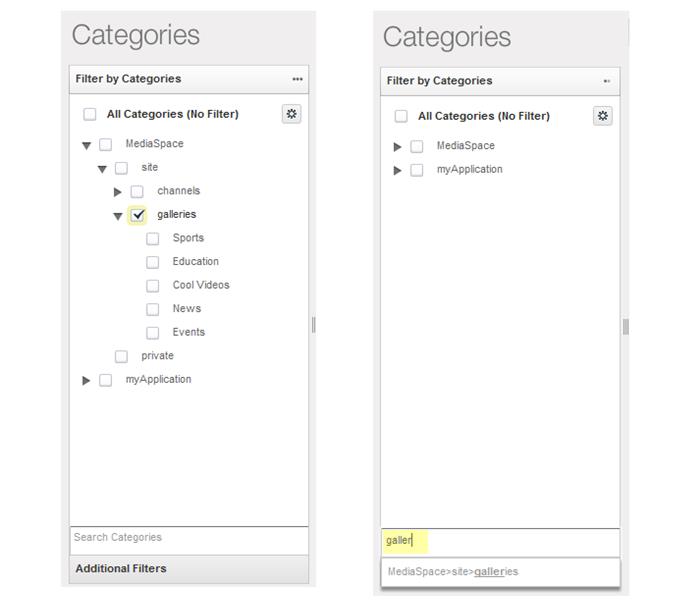 Categories
Filter by Categories
All Categories (No Filter)
MediaSpace
site
channels
galleries
Sports
Education
Cool Videos
News
Events
private
myApplication
Search Categories
Additional Filters
Categories
Filter by Categories
All Categories (No Filter)
MediaSpace
myApplication
galler
MediaSpace>site>galleries